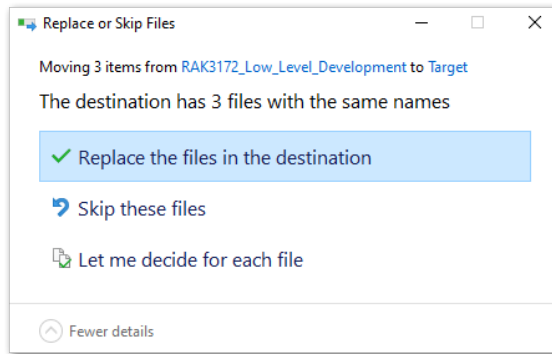 Replace or Skip Files
Moving 3 items from RAK3172_Low_Level_Development to Target
The destination has 3 files with the same names
Replace the files in the destination
Skip these files
Let me decide for each file
Fewer details